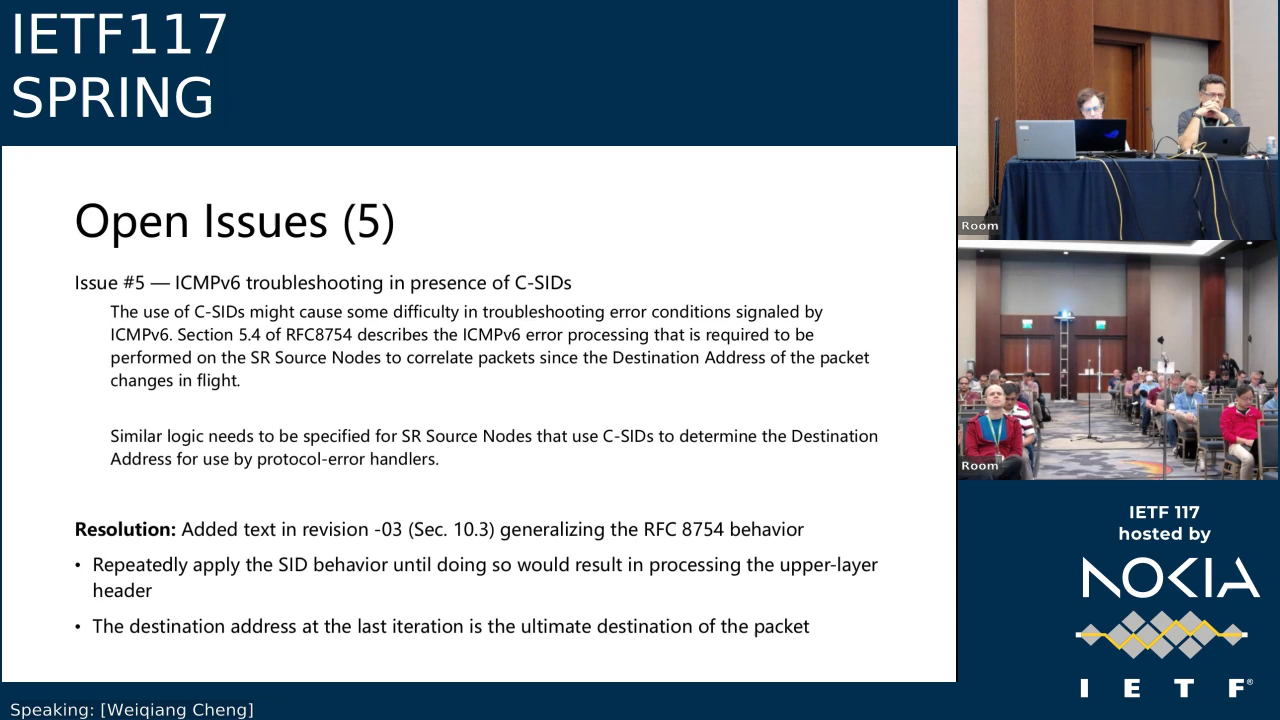 IETF117
SPRING
Open Issues (5)
Issue #5 — ICMPv6 troubleshooting in presence of C-SIDs
The use of C-SIDs might cause some difficulty in troubleshooting error conditions signaled by
ICMPv6. Section 5.4 of RFC8754 describes the ICMPv6 error processing that is required to be
performed on the SR Source Nodes to correlate packets since the Destination Address of the packet
changes in flight.
Similar logic needs to be specified for SR Source Nodes that use C-SIDs to determine the Destination
Address for use by protocol-error handlers.
Resolution: Added text in revision -03 (Sec. 10.3) generalizing the RFC 8754 behavior
• Repeatedly apply the SID behavior until doing so would result in processing the upper-layer
header
• The destination address at the last iteration is the ultimate destination of the packet
Speaking: [Weiqiang Cheng]
Room
Room
IETF 117
hosted by
NOKIA
I E T F®